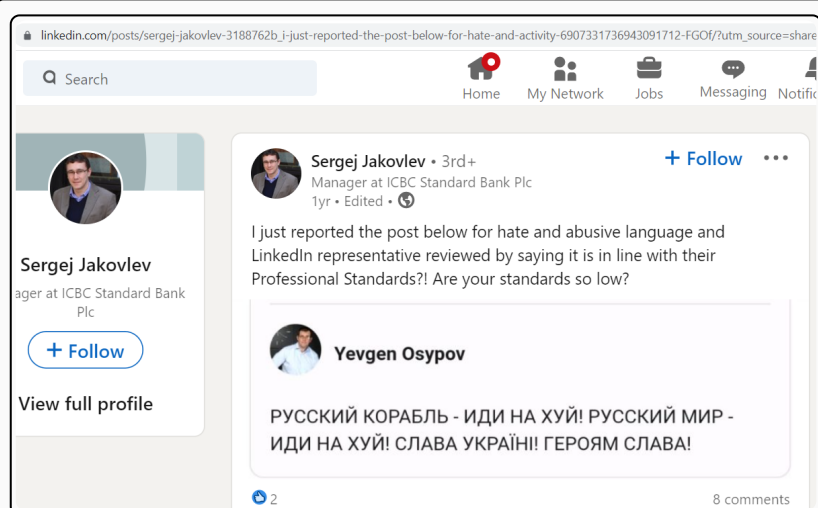 linkedin.com/posts/sergej-jakovlev-3188762b_i-just-reported-the-post-below-for-hate-and-activity-6907331736943091712-FGOf/?utm_source=share
Search
Home
My Network
Jobs
Messaging
Notific
Sergej Jakovlev • 3rd+
+ Follow
Manager at ICBC Standard Bank Plc
1yr • Edited •
I just reported the post below for hate and abusive language and
LinkedIn representative reviewed by saying it is in line with their
Professional Standards?! Are your standards so low?
Sergej Jakovlev
ager at ICBC Standard Bank
Plc
+ Follow
View full profile
Yevgen Osypov
РУССКИЙ КОРАБЛЬ - ИДИ НА ХУЙ! РУССКИЙ МИР -
ИДИ НА ХУЙ! СЛАВА УКРАЇНІ! ГЕРОЯМ СЛАВА!
2
8 comments